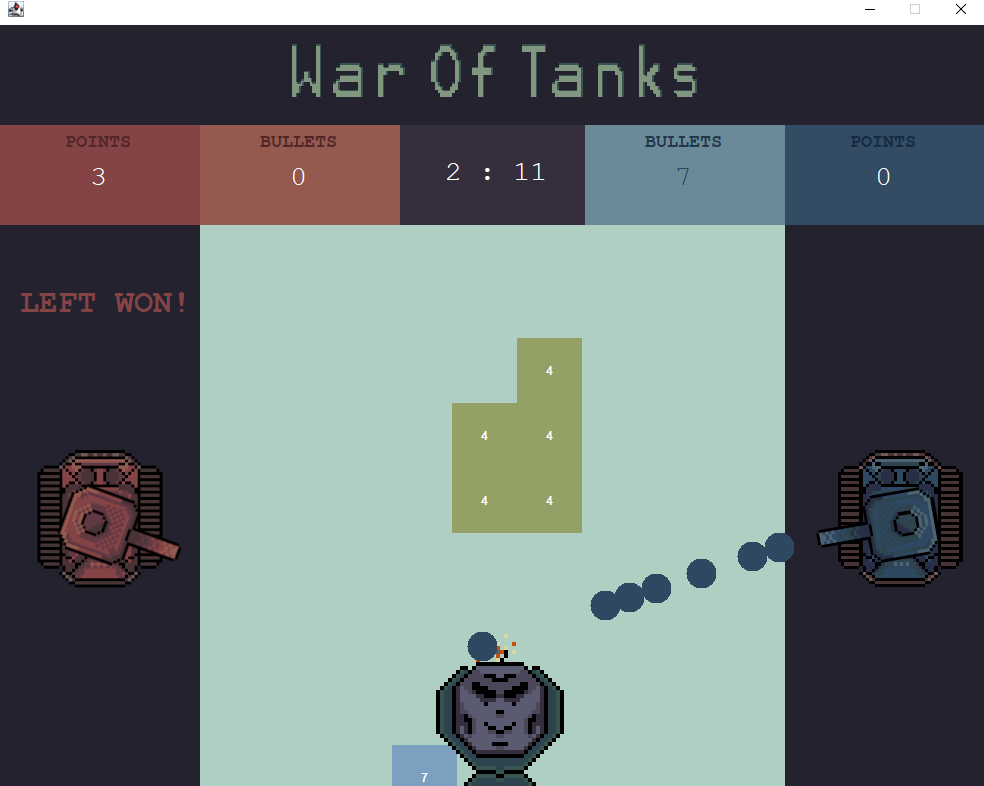 War Of Tanks
POINTS
3
BULLETS
0
2 : 11
BULLETS
7
POINTS
0
LEFT WON!
4
4 4
4 4
7